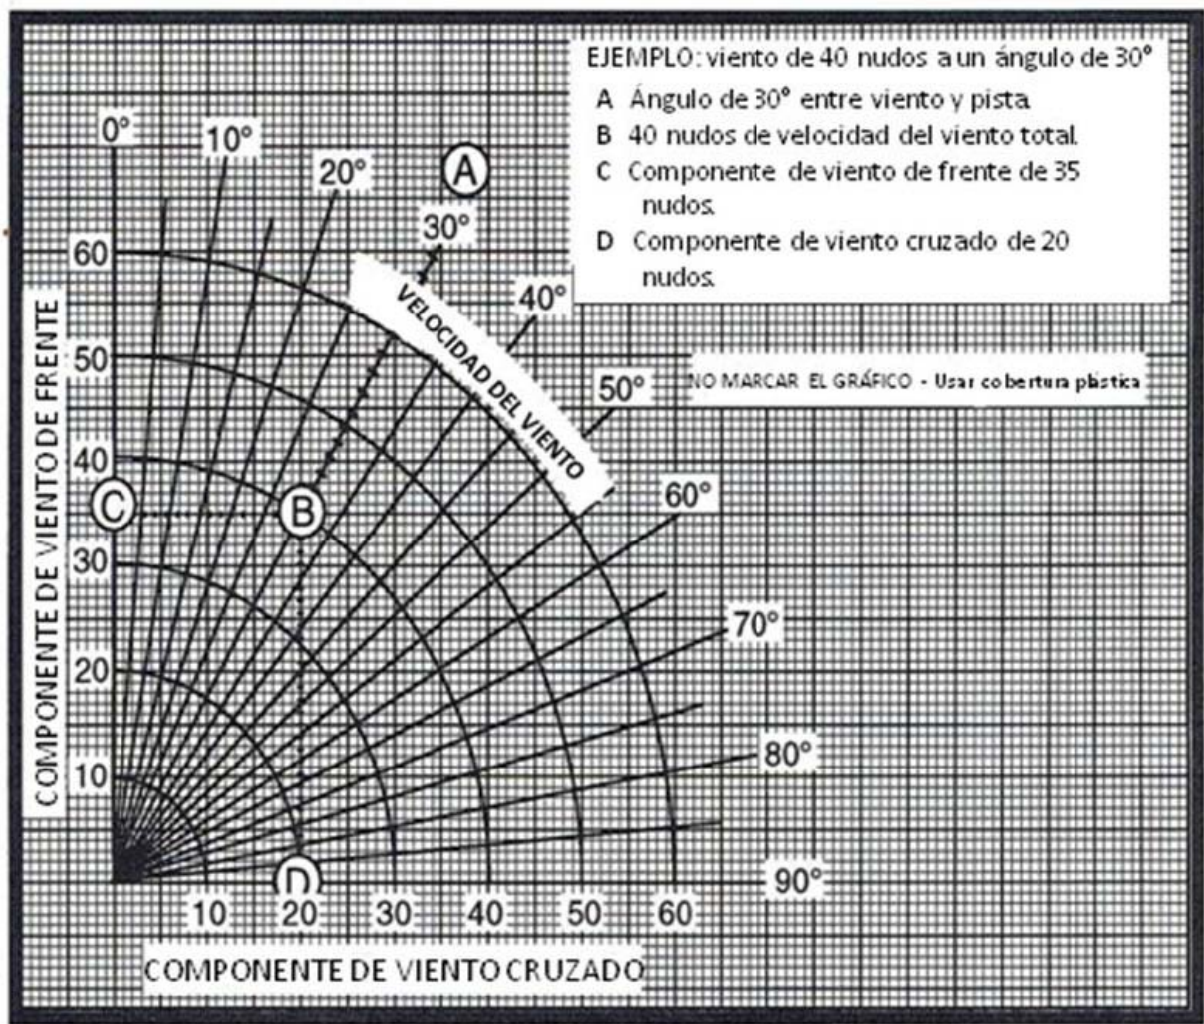 EJEMPLO: viento de 40 nudos a un ángulo de 30°
A Ángulo de 30° entre viento y pista
B 40 nudos de velocidad del viento total.
C Componente de viento de frente de 35
nudos.
D Componente de viento cruzado de 20
nudos.
0°
10°
20°
A
30°
40°
50°
60°
70°
80°
90°
VELOCIDAD DEL VIENTO
NO MARCAR EL GRÁFICO - Usar cobertura plástica
COMPONENTE DE VIENTO DE FRENTE
60
50
40
C
B
30
20
10
D
10 20 30 40 50 60
COMPONENTE DE VIENTO CRUZADO